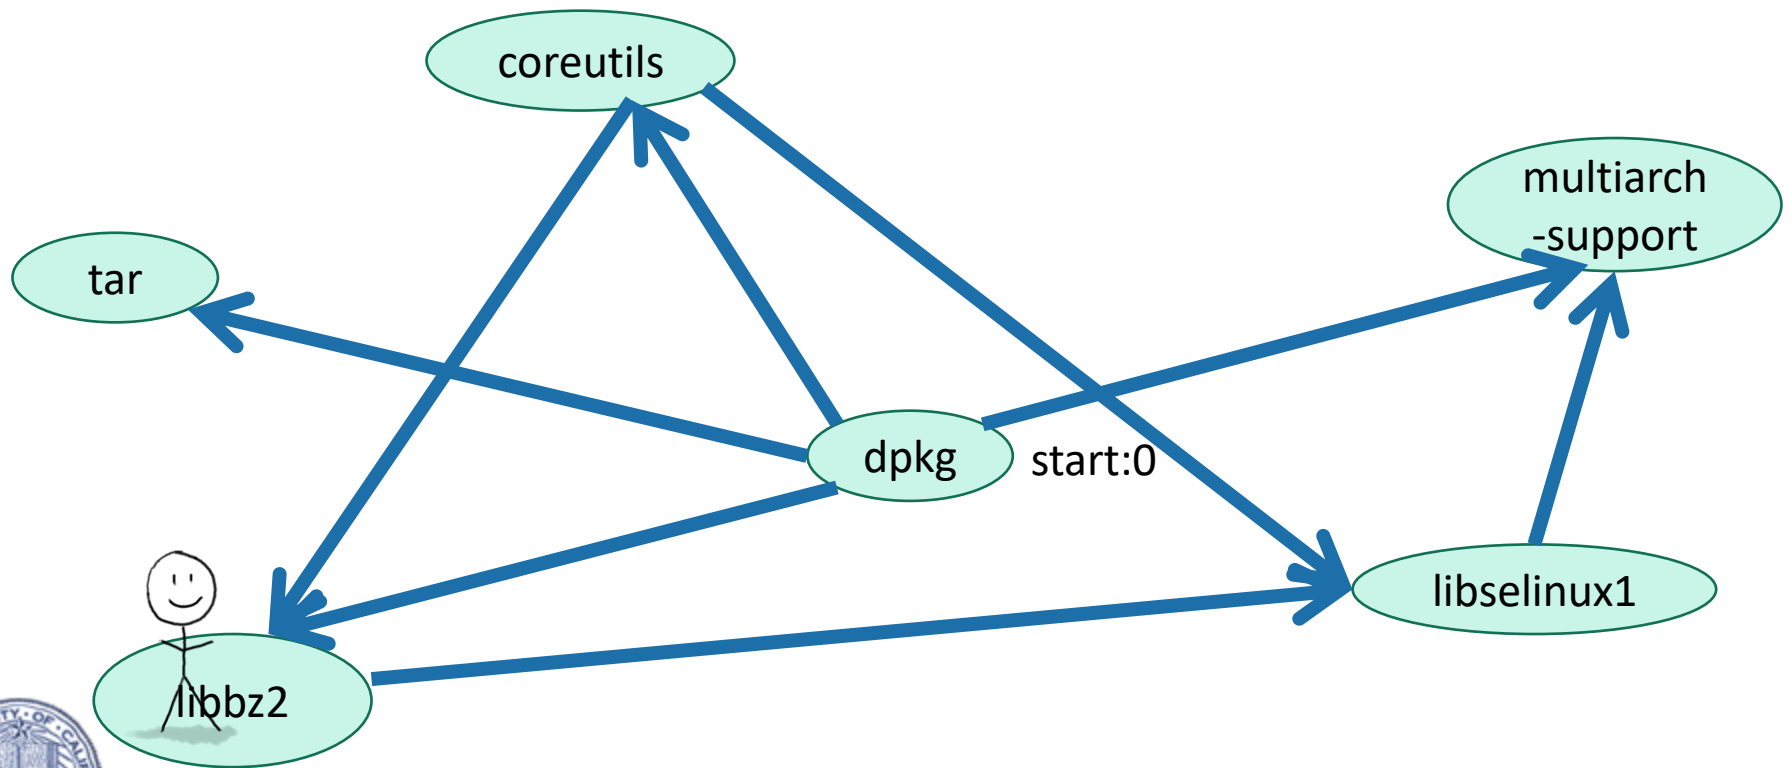 coreutils
multiarch
-support
tar
dpkg
start:0
libselinux1
libbz2